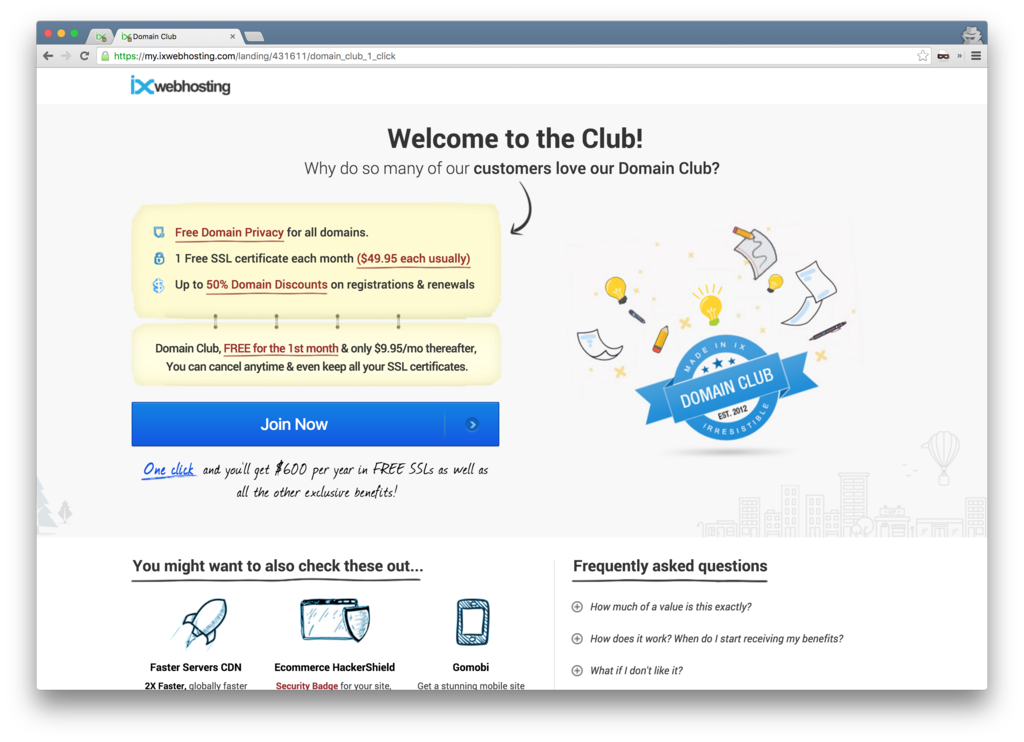 Domain Club
https://my.ixwebhosting.com/landing/431611/domain_club_1_click
ixwebhosting
Welcome to the Club!
Why do so many of our customers love our Domain Club?
Free Domain Privacy for all domains.
1 Free SSL certificate each month ($49.95 each usually)
Up to 50% Domain Discounts on registrations & renewals
Domain Club, FREE for the 1st month & only $9.95/mo thereafter,
You can cancel anytime & even keep all your SSL certificates.
Join Now
One click and you'll get $600 per year in FREE SSLs as well as
all the other exclusive benefits!
MADE IN IX
DOMAIN CLUB
EST. 2012
IRRESISTIBLE
You might want to also check these out...
Faster Servers CDN
2X Faster, globally faster
Ecommerce HackerShield
Security Badge for your site,
Gomobi
Get a stunning mobile site
Frequently asked questions
How much of a value is this exactly?
How does it work? When do I start receiving my benefits?
What if I don't like it?